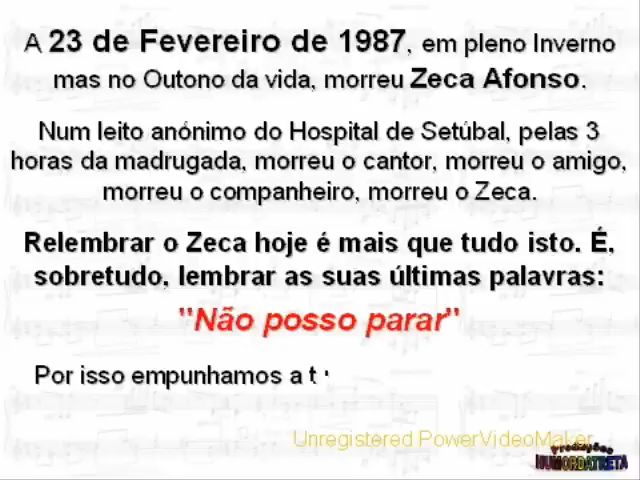 A 23 de Fevereiro de 1987, em pleno Inverno
mas no Outono da vida, morreu Zeca Afonso.
Num leito anónimo do Hospital de Setúbal, pelas 3
horas da madrugada, morreu o cantor, morreu o amigo,
morreu o companheiro, morreu o Zeca.
Relembrar o Zeca hoje é mais que tudo isto. É,
sobretudo, lembrar as suas últimas palavras:
"Não posso parar"
Por isso empunhamos a t
Unregistered PowerVideoMaker
Produções
HUMORDATRETA